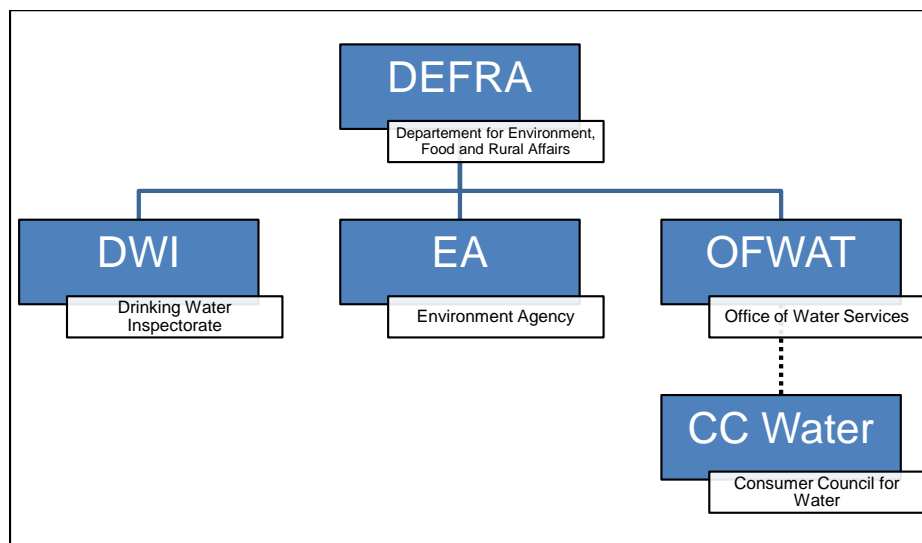 DEFRA
Departement for Environment,
Food and Rural Affairs
DWI
Drinking Water
Inspectorate
EA
Environment Agency
OFWAT
Office of Water Services
CC Water
Consumer Council for
Water